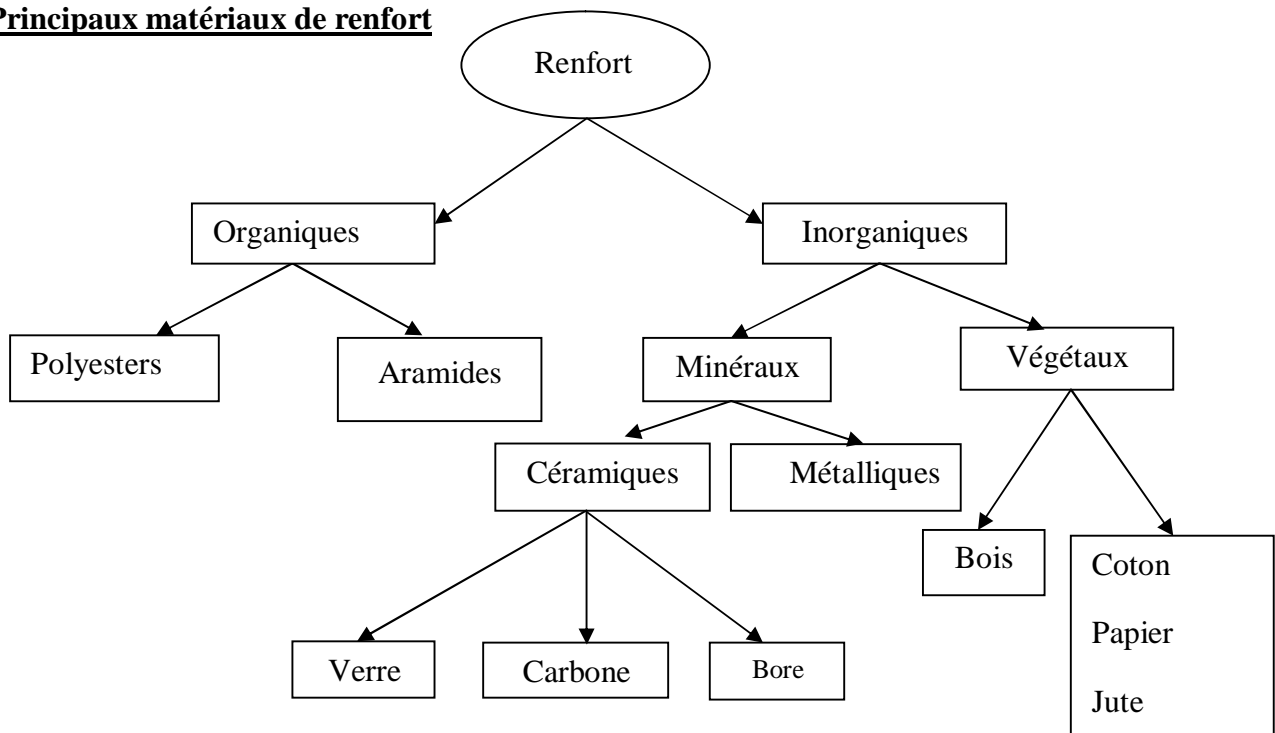 Principaux matériaux de renfort
Renfort
Organiques
Inorganiques
Polyesters
Aramides
Minéraux
Végétaux
Céramiques
Métalliques
Bois
Coton
Papier
Jute
Verre
Carbone
Bore